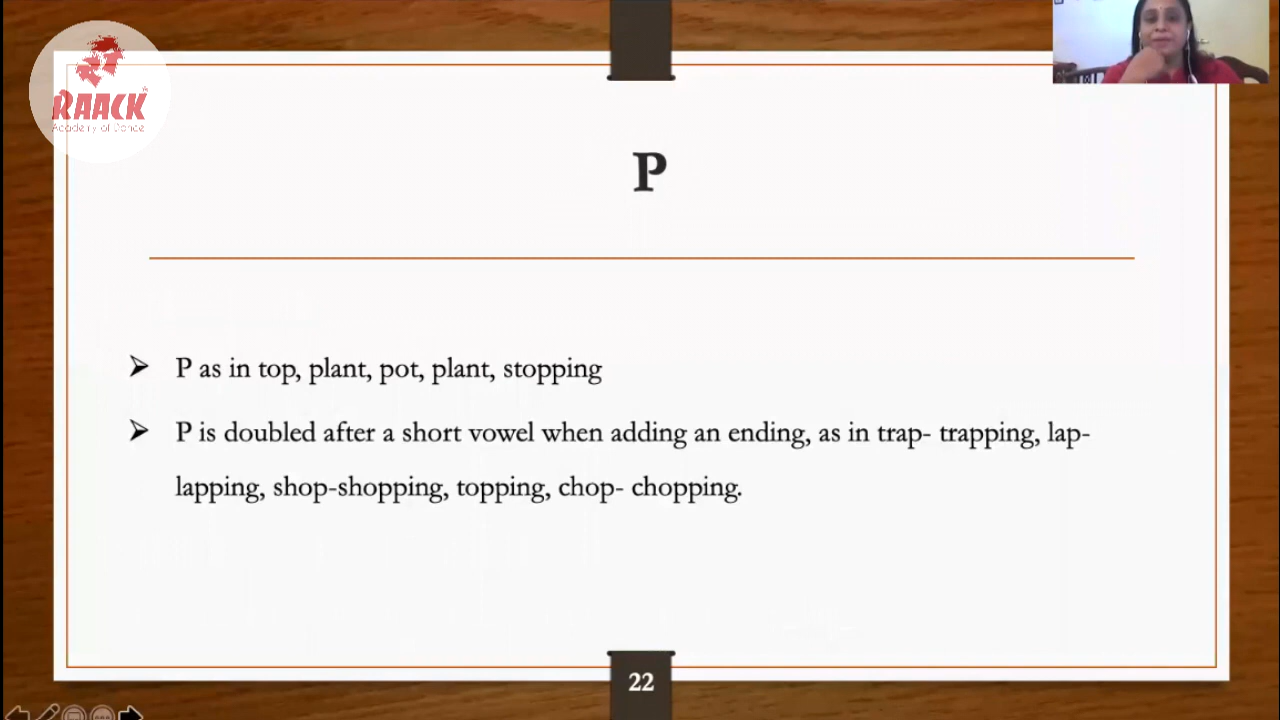 RAACK
Academy of Dance
P
P as in top, plant, pot, plant, stopping
P is doubled after a short vowel when adding an ending, as in trap- trapping, lap-
lapping, shop-shopping, topping, chop- chopping.
22